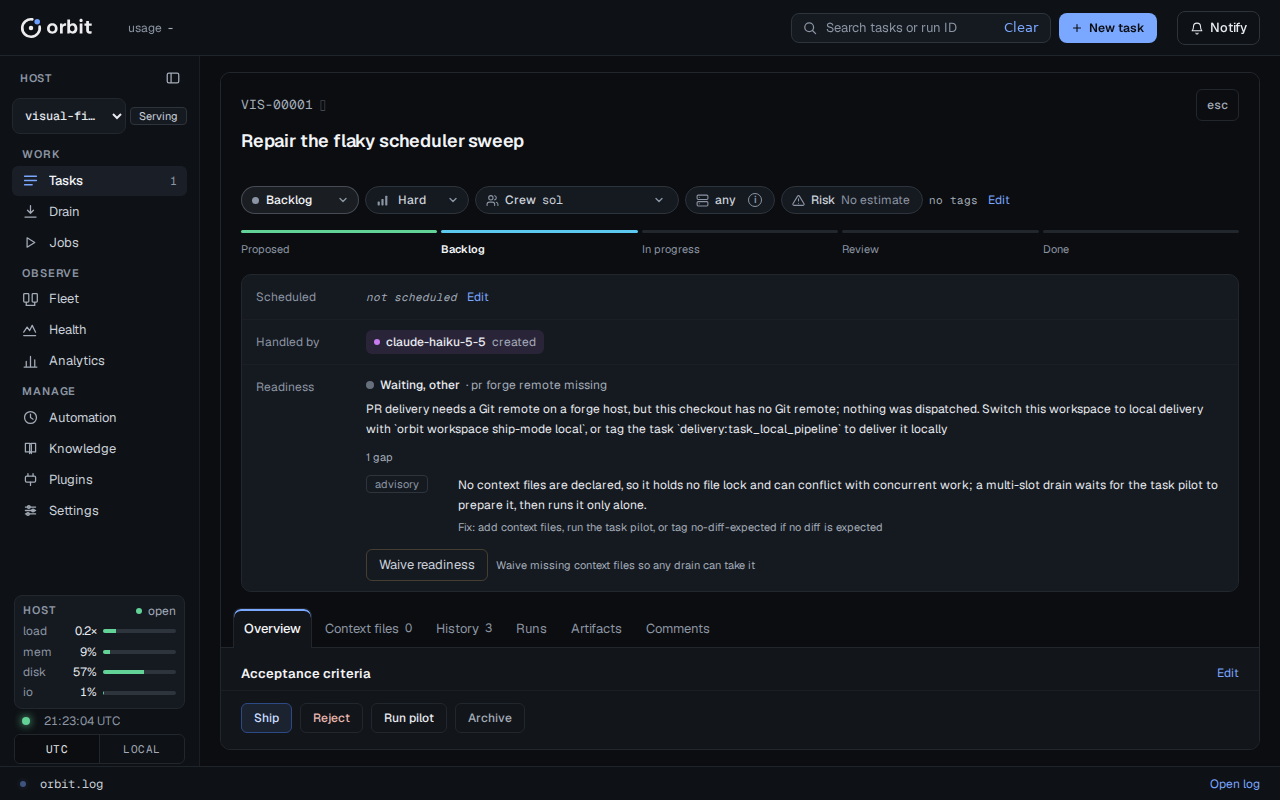 orbit
usage -
Search tasks or run ID
Clear
+ New task
Notify
HOST
visual-fi…
Serving
WORK
Tasks 1
Drain
Jobs
OBSERVE
Fleet
Health
Analytics
MANAGE
Automation
Knowledge
Plugins
Settings
HOST open
load 0.2×
mem 9%
disk 57%
io 1%
21:23:04 UTC
UTC LOCAL
VIS-00001
esc
Repair the flaky scheduler sweep
Backlog
Hard
Crew sol
any
Risk No estimate
no tags
Edit
Proposed
Backlog
In progress
Review
Done
Scheduled not scheduled Edit
Handled by claude-haiku-5-5 created
Readiness Waiting, other · pr forge remote missing
PR delivery needs a Git remote on a forge host, but this checkout has no Git remote; nothing was dispatched. Switch this workspace to local delivery
with `orbit workspace ship-mode local`, or tag the task `delivery:task_local_pipeline` to deliver it locally
1 gap
advisory
No context files are declared, so it holds no file lock and can conflict with concurrent work; a multi-slot drain waits for the task pilot to
prepare it, then runs it only alone.
Fix: add context files, run the task pilot, or tag no-diff-expected if no diff is expected
Waive readiness
Waive missing context files so any drain can take it
Overview
Context files 0
History 3
Runs
Artifacts
Comments
Acceptance criteria
Edit
Ship
Reject
Run pilot
Archive
orbit.log
Open log